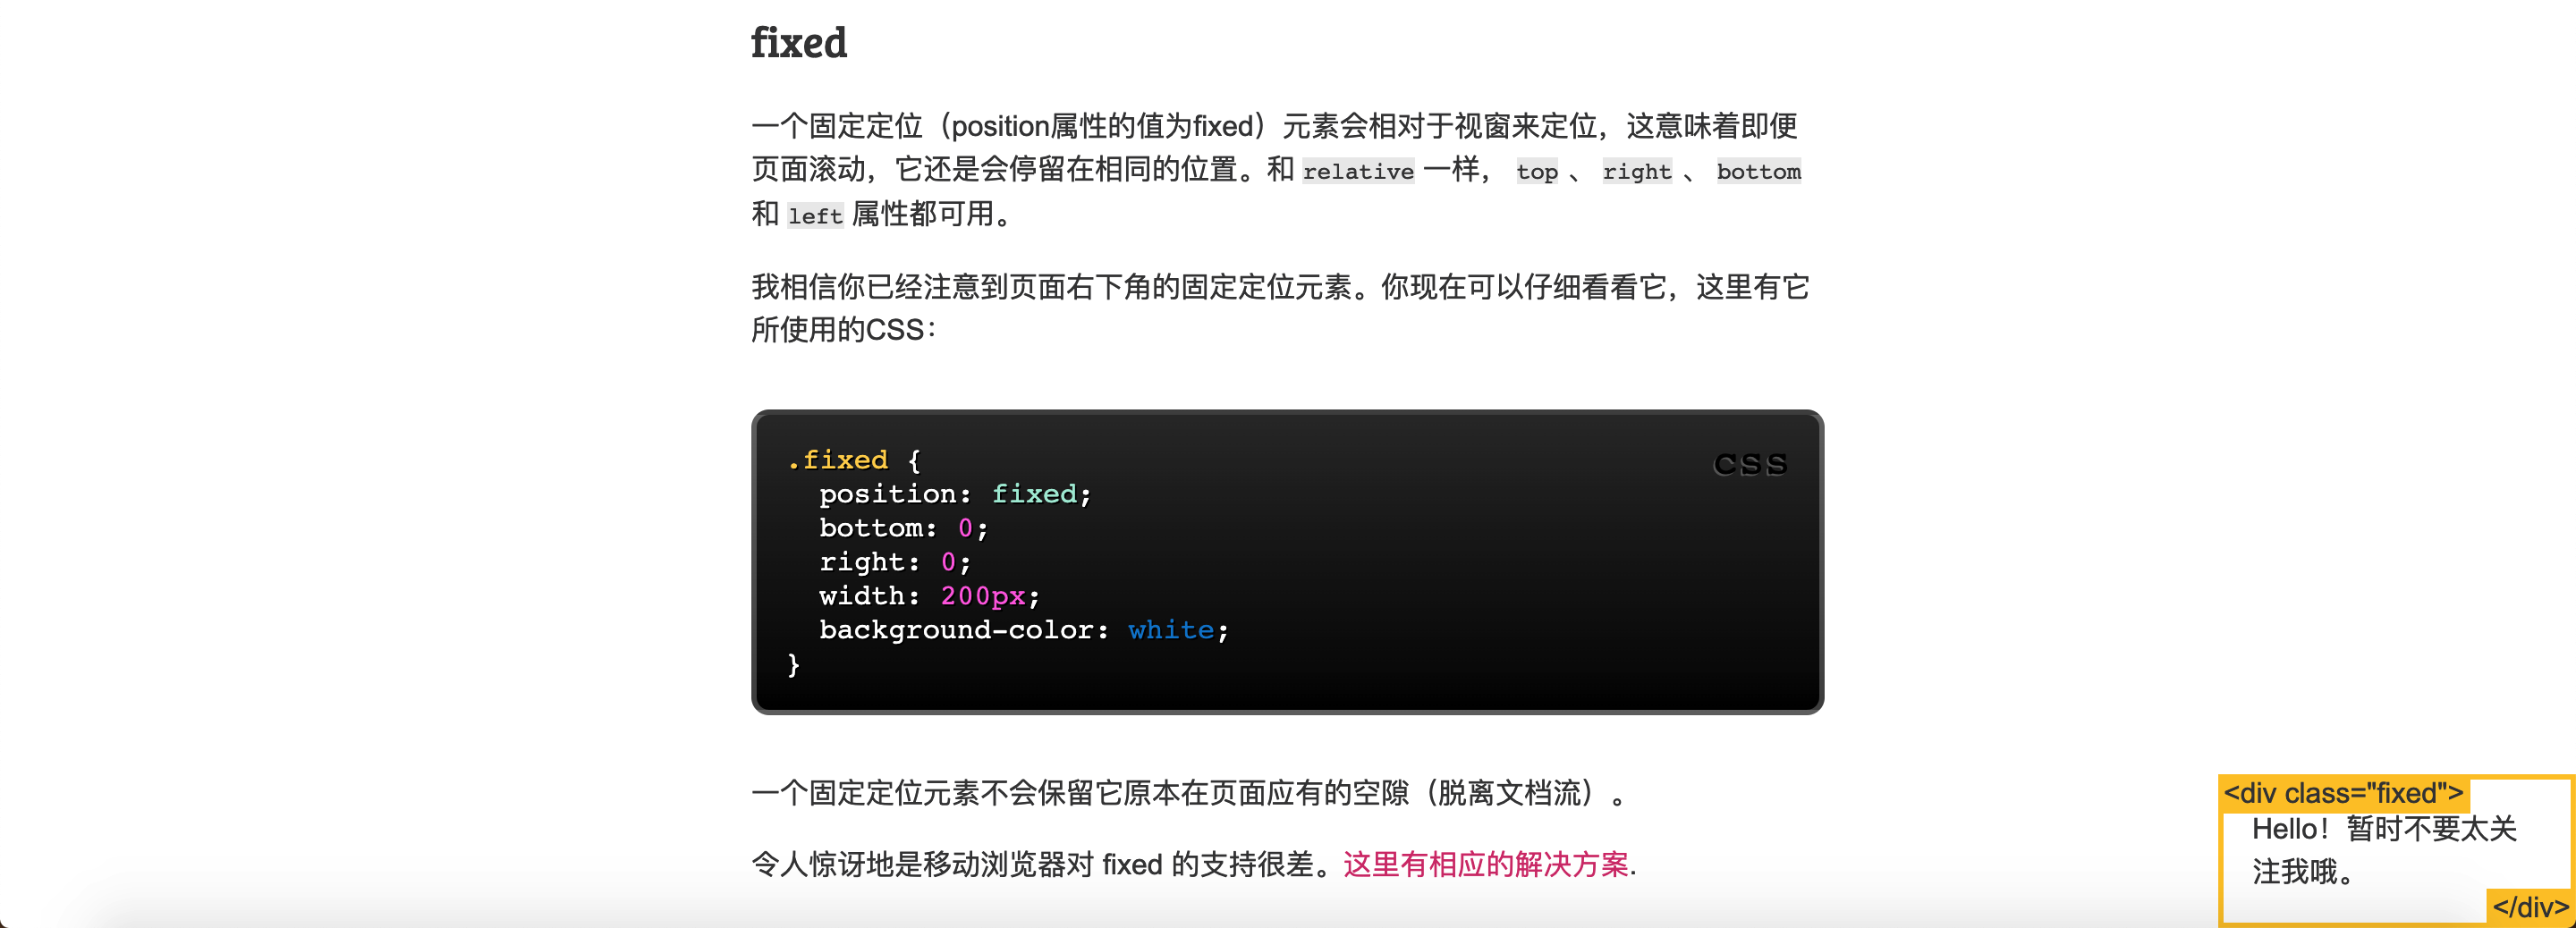 fixed
一个固定定位（position属性的值为fixed）元素会相对于视窗来定位，这意味着即便
页面滚动，它还是会停留在相同的位置。和 relative 一样， top 、 right 、 bottom
和 left 属性都可用。
我相信你已经注意到页面右下角的固定定位元素。你现在可以仔细看看它，这里有它
所使用的CSS：
CSS
.fixed {
  position: fixed;
  bottom: 0;
  right: 0;
  width: 200px;
  background-color: white;
}
一个固定定位元素不会保留它原本在页面应有的空隙（脱离文档流）。
令人惊讶地是移动浏览器对 fixed 的支持很差。这里有相应的解决方案.
<div class="fixed">
Hello！暂时不要太关
注我哦。
</div>